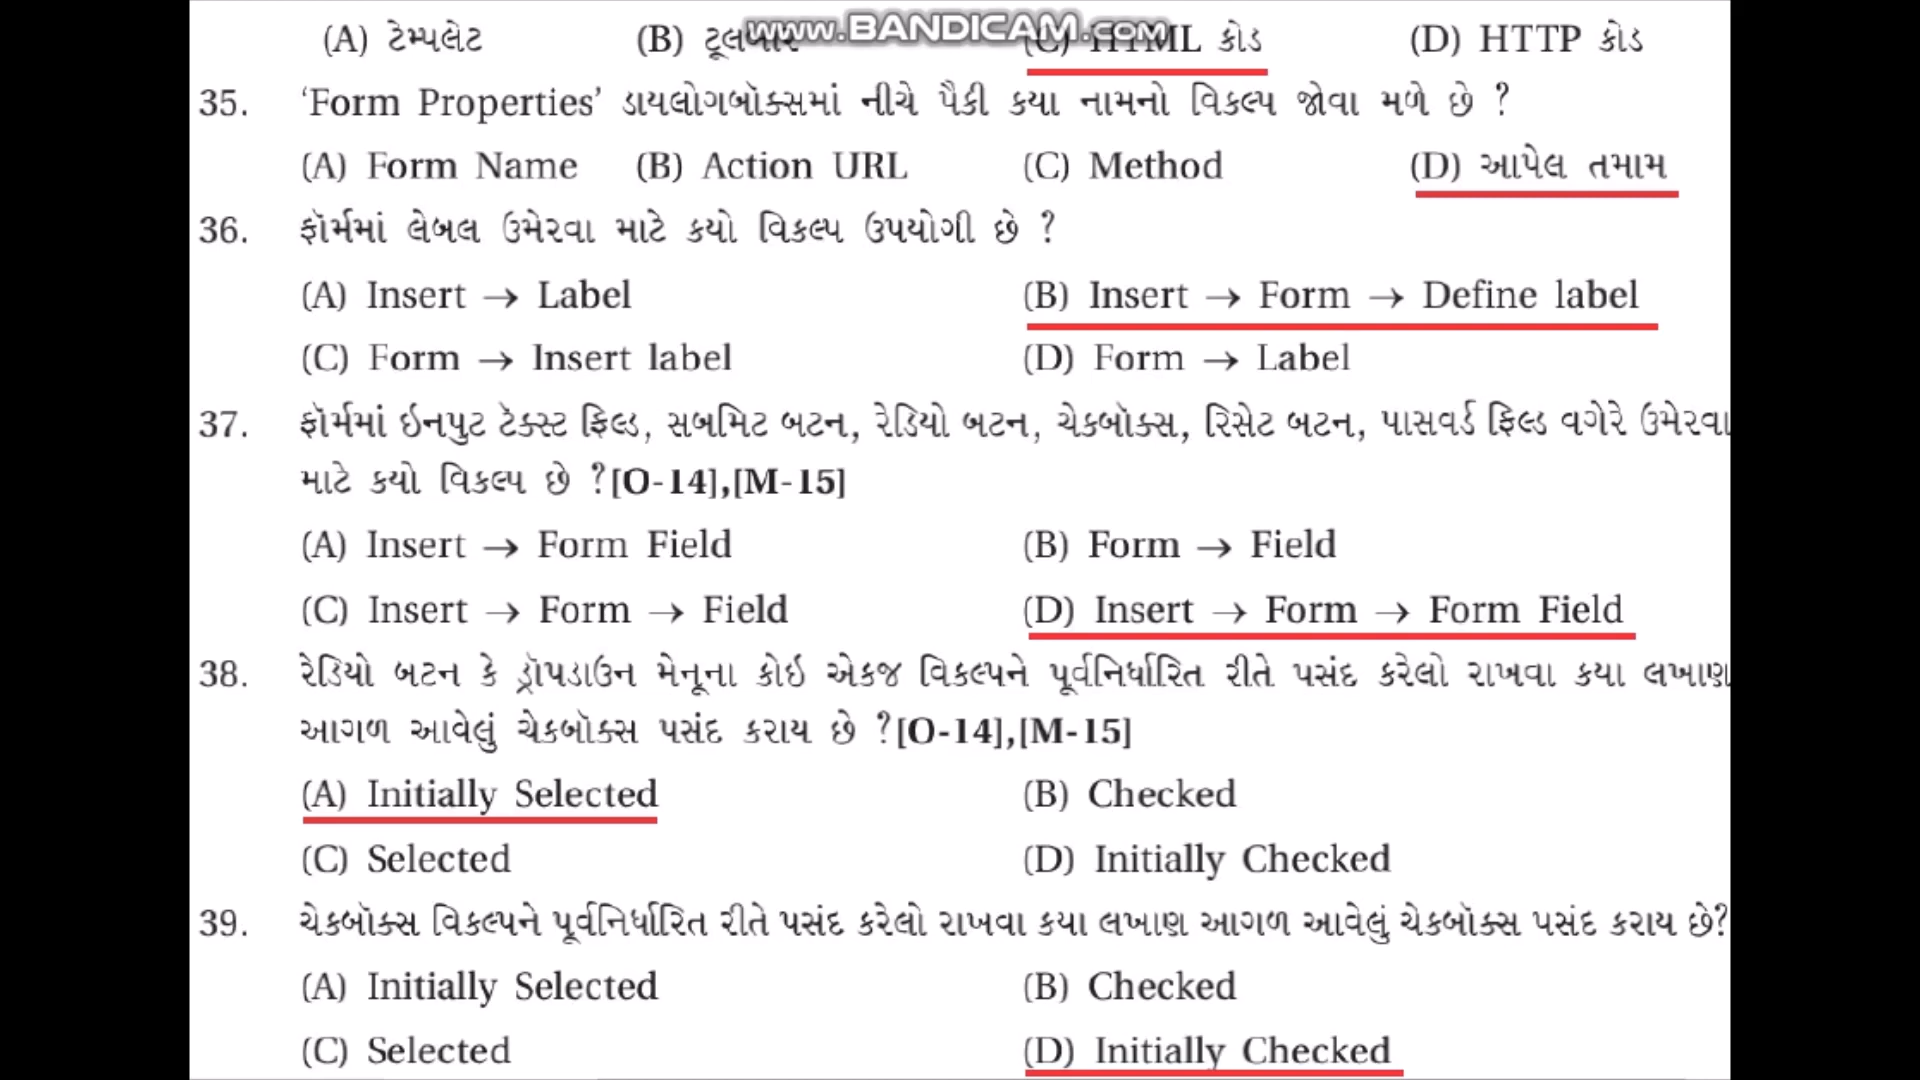 www.BANDICAM.com
(A) ટેમ્પલેટ (B) ટૂલબાર (C) HTML કોડ (D) HTTP કોડ
35. ‘Form Properties’ ડાયલોગબૉક્સમાં નીચે પૈકી કયા નામનો વિકલ્પ જોવા મળે છે ?
(A) Form Name (B) Action URL (C) Method (D) આપેલ તમામ
36. ફૉર્મમાં લેબલ ઉમેરવા માટે કયો વિકલ્પ ઉપયોગી છે ?
(A) Insert → Label (B) Insert → Form → Define label
(C) Form → Insert label (D) Form → Label
37. ફૉર્મમાં ઇનપુટ ટેક્સ્ટ ફિલ્ડ, સબમિટ બટન, રેડિયો બટન, ચેકબૉક્સ, રિસેટ બટન, પાસવર્ડ ફિલ્ડ વગેરે ઉમેરવા
માટે કયો વિકલ્પ છે ?[O-14],[M-15]
(A) Insert → Form Field (B) Form → Field
(C) Insert → Form → Field (D) Insert → Form → Form Field
38. રેડિયો બટન કે ડ્રૉપડાઉન મેનૂના કોઈ એકજ વિકલ્પને પૂર્વનિર્ધારિત રીતે પસંદ કરેલો રાખવા કયા લખાણ
આગળ આવેલું ચેકબૉક્સ પસંદ કરાય છે ?[O-14],[M-15]
(A) Initially Selected (B) Checked
(C) Selected (D) Initially Checked
39. ચેકબૉક્સ વિકલ્પને પૂર્વનિર્ધારિત રીતે પસંદ કરેલો રાખવા કયા લખાણ આગળ આવેલું ચેકબૉક્સ પસંદ કરાય છે?
(A) Initially Selected (B) Checked
(C) Selected (D) Initially Checked